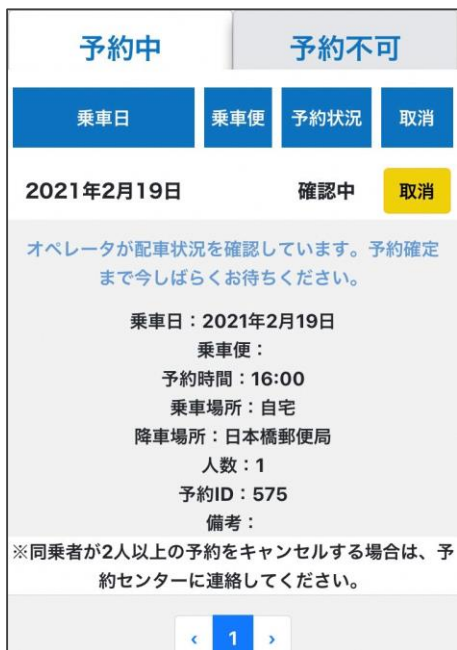 予約中 予約不可
乗車日 乗車便 予約状況 取消
2021年2月19日 確認中 取消
オペレータが配車状況を確認しています。予約確定
まで今しばらくお待ちください。
乗車日：2021年2月19日
乗車便：
予約時間：16:00
乗車場所：自宅
降車場所：日本橋郵便局
人数：1
予約ID：575
備考：
※同乗者が2人以上の予約をキャンセルする場合は、予
約センターに連絡してください。
‹ 1 ›